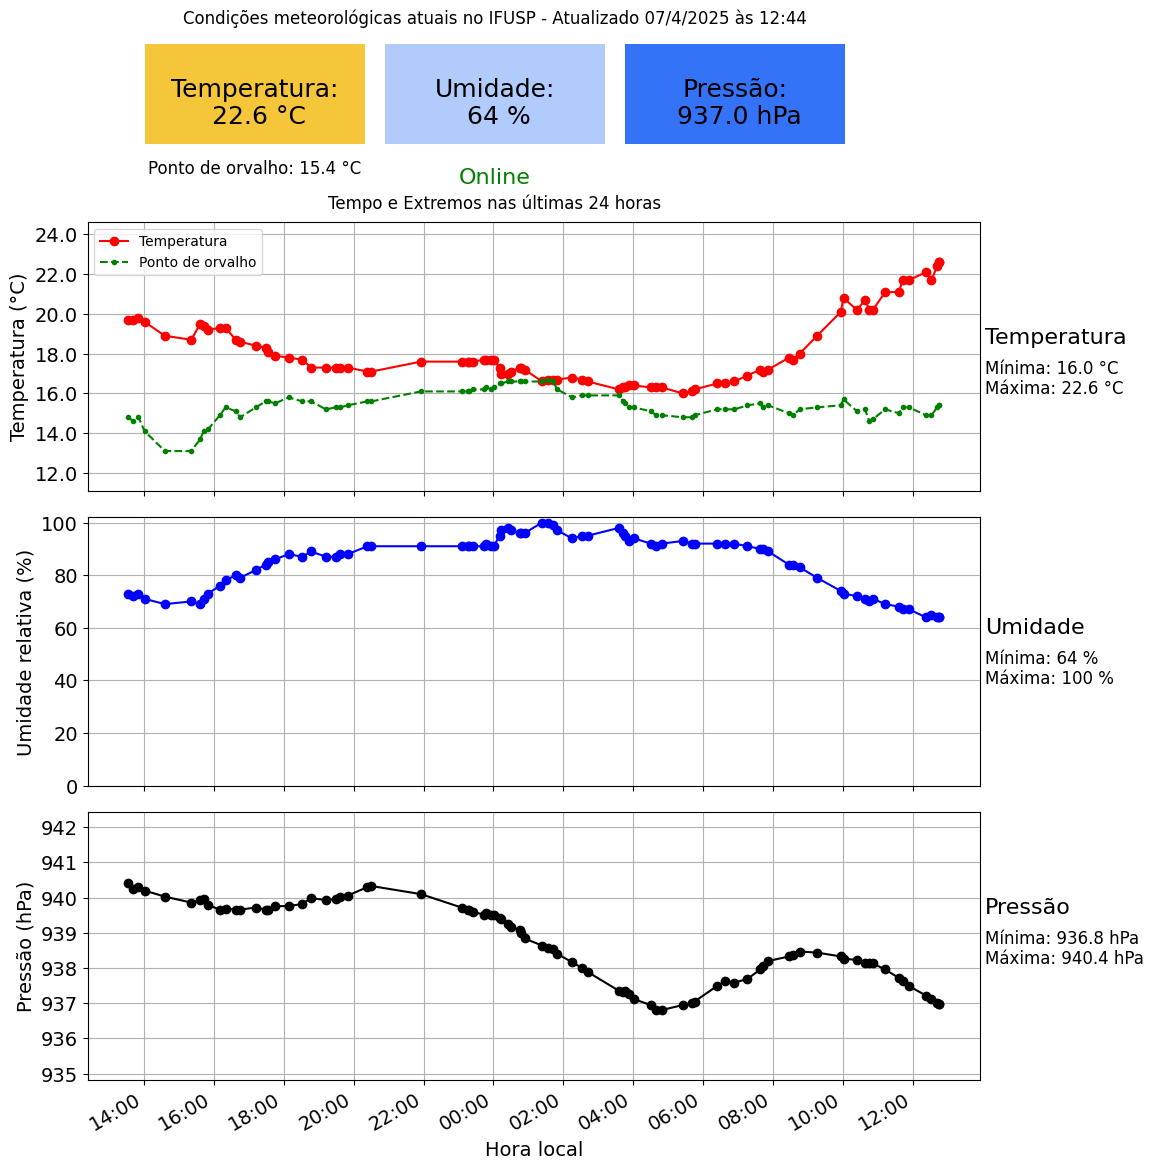 Condições meteorológicas atuais no IFUSP - Atualizado 07/4/2025 às 12:44
Temperatura:
22.6 °C
Umidade:
64 %
Pressão:
937.0 hPa
Ponto de orvalho: 15.4 °C
Online
Tempo e Extremos nas últimas 24 horas
Temperatura (°C)
24.0
22.0
20.0
18.0
16.0
14.0
12.0
Temperatura
Ponto de orvalho
Temperatura
Mínima: 16.0 °C
Máxima: 22.6 °C
Umidade relativa (%)
100
80
60
40
20
0
Umidade
Mínima: 64 %
Máxima: 100 %
Pressão (hPa)
942
941
940
939
938
937
936
935
Pressão
Mínima: 936.8 hPa
Máxima: 940.4 hPa
14:00 16:00 18:00 20:00 22:00 00:00 02:00 04:00 06:00 08:00 10:00 12:00
Hora local